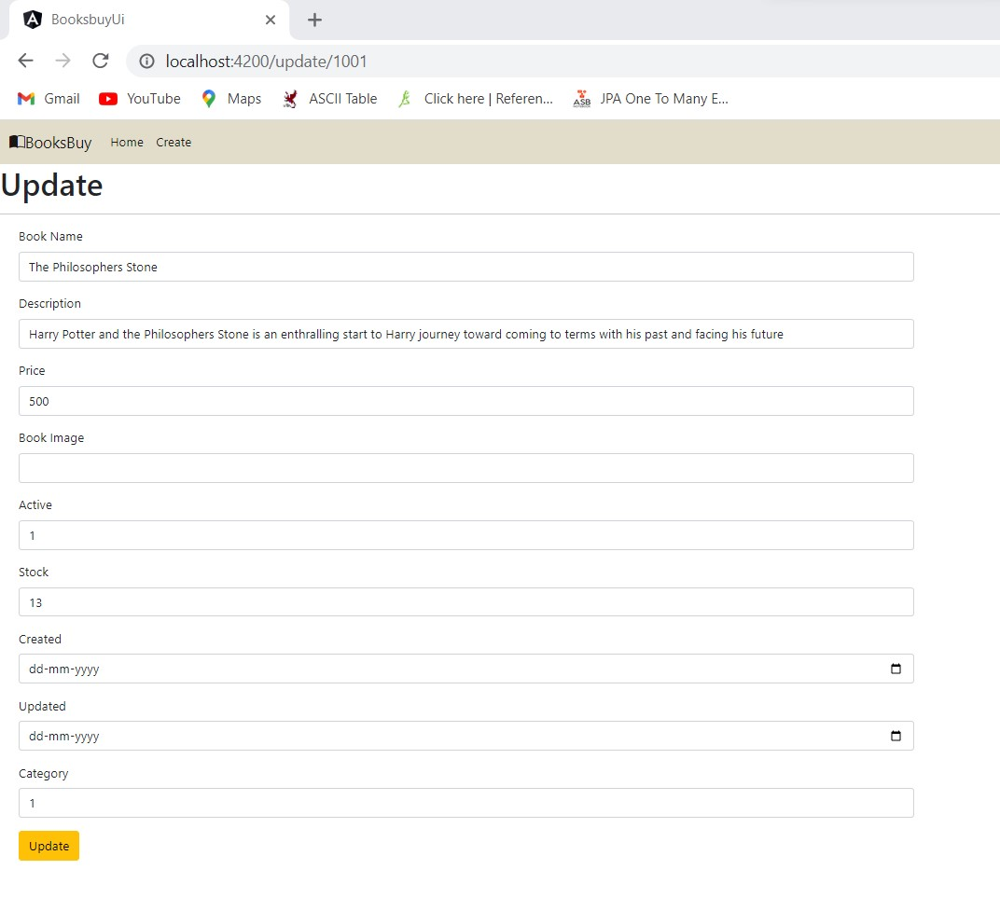 BooksbuyUi
localhost:4200/update/1001
Gmail YouTube Maps ASCII Table Click here | Referen... JPA One To Many E...
BooksBuy Home Create
Update
Book Name
The Philosophers Stone
Description
Harry Potter and the Philosophers Stone is an enthralling start to Harry journey toward coming to terms with his past and facing his future
Price
500
Book Image
Active
1
Stock
13
Created
dd-mm-yyyy
Updated
dd-mm-yyyy
Category
1
Update